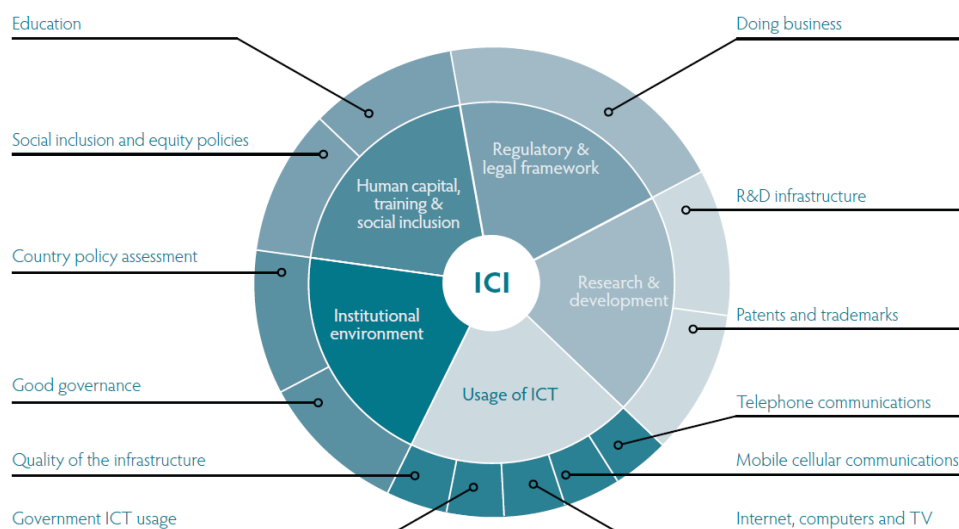 Education
Doing business
Social inclusion and equity policies
Regulatory &
legal framework
Human capital,
training &
social inclusion
R&D infrastructure
Country policy assessment
ICI
Research &
development
Institutional
environment
Patents and trademarks
Good governance
Usage of ICT
Telephone communications
Quality of the infrastructure
Mobile cellular communications
Government ICT usage
Internet, computers and TV